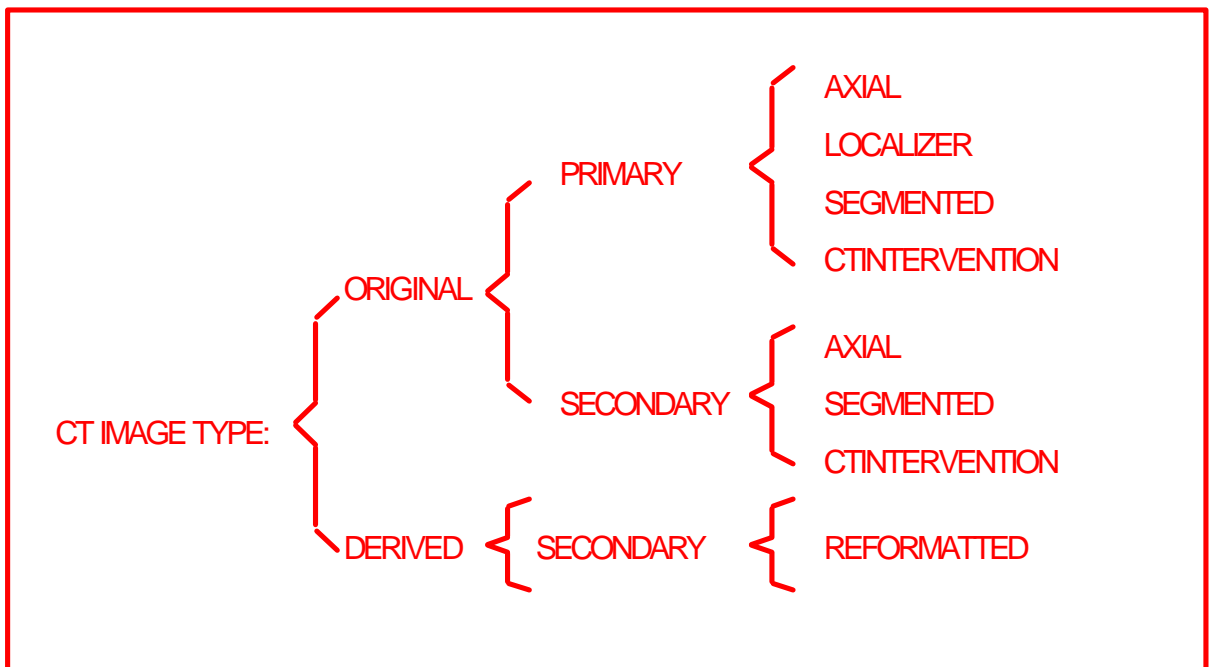 AXIAL
LOCALIZER
PRIMARY
SEGMENTED
CTINTERVENTION
ORIGINAL
AXIAL
SECONDARY
SEGMENTED
CT IMAGE TYPE:
CTINTERVENTION
DERIVED SECONDARY REFORMATTED